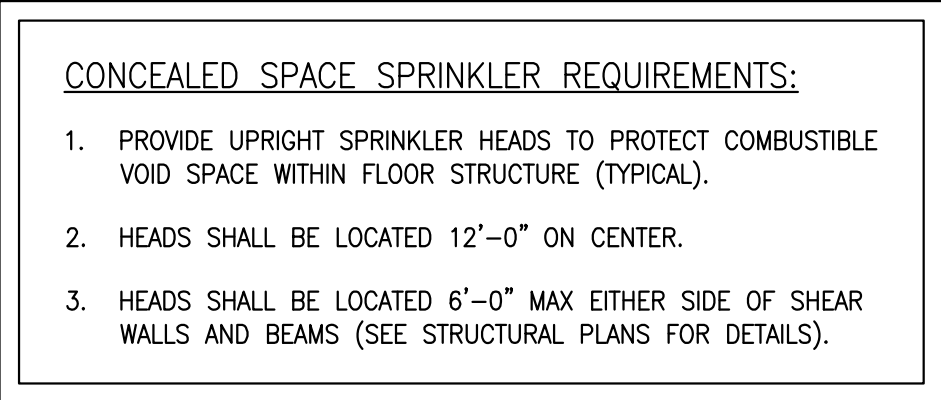 CONCEALED SPACE SPRINKLER REQUIREMENTS:
1. PROVIDE UPRIGHT SPRINKLER HEADS TO PROTECT COMBUSTIBLE
VOID SPACE WITHIN FLOOR STRUCTURE (TYPICAL).
2. HEADS SHALL BE LOCATED 12'-0" ON CENTER.
3. HEADS SHALL BE LOCATED 6'-0" MAX EITHER SIDE OF SHEAR
WALLS AND BEAMS (SEE STRUCTURAL PLANS FOR DETAILS).